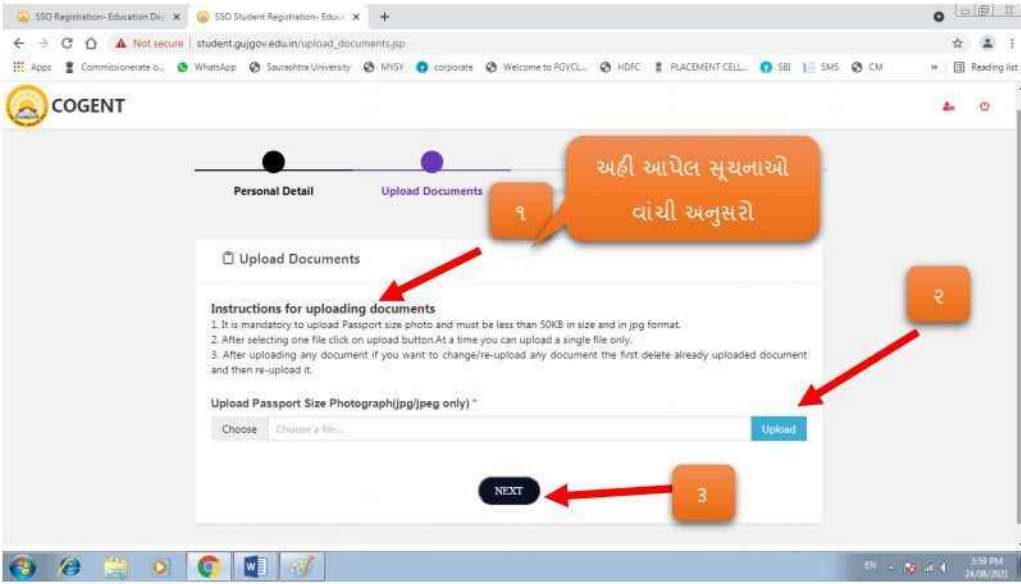 SSO Registration- Education De
SSO Student Registration- Educa
Not secure
student.gujgov.edu.in/upload_documents.jsp
Apps
Commissionerate o...
WhatsApp
Saurashtra University
MYSY
corporate
Welcome to PGVCL...
HDFC
PLACEMENT CELL...
SBI
SMS
CM
Reading list
COGENT
Personal Detail
Upload Documents
અહી આપેલ સૂચનાઓ
વાંચી અનુસરો
૧
Upload Documents
૨
Instructions for uploading documents
1. It is mandatory to upload Passport size photo and must be less than 50KB in size and in jpg format.
2. After selecting one file click on upload button.At a time you can upload a single file only.
3. After uploading any document if you want to change/re-upload any document the first delete already uploaded document
and then re-upload it.
Upload Passport Size Photograph(jpg/jpeg only) *
Choose
Choose a file...
Upload
NEXT
૩
EN
3:59 PM
24/08/2021